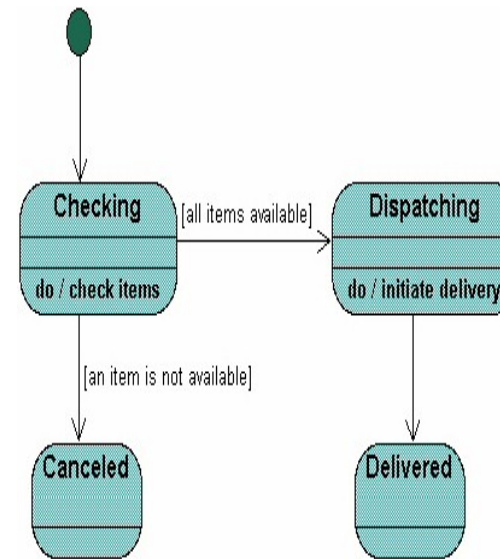 Checking
[all items available]
Dispatching
do / check items
do / initiate delivery
[an item is not available]
Canceled
Delivered